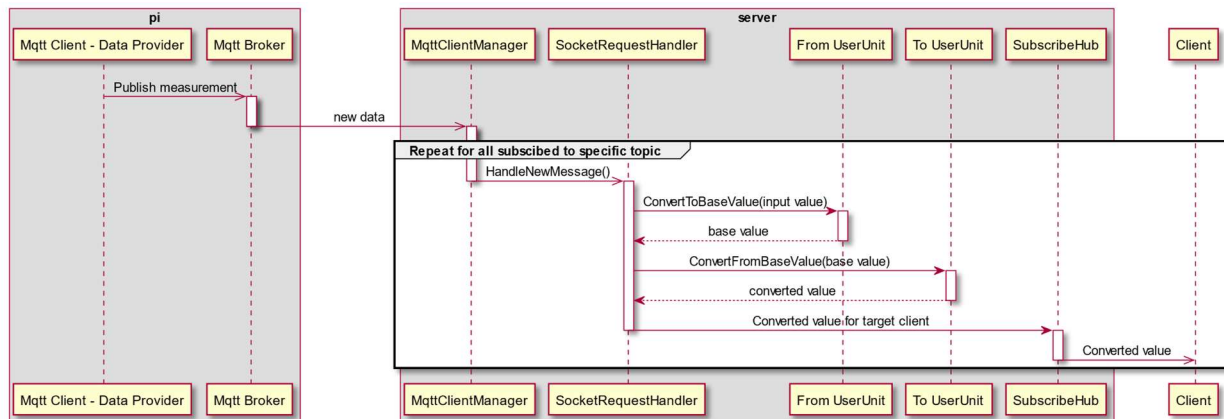 pi
server
Mqtt Client - Data Provider
Mqtt Broker
MqttClientManager
SocketRequestHandler
From UserUnit
To UserUnit
SubscribeHub
Client
Publish measurement
new data
Repeat for all subscibed to specific topic
HandleNewMessage()
ConvertToBaseValue(input value)
base value
ConvertFromBaseValue(base value)
converted value
Converted value for target client
Converted value
Mqtt Client - Data Provider
Mqtt Broker
MqttClientManager
SocketRequestHandler
From UserUnit
To UserUnit
SubscribeHub
Client